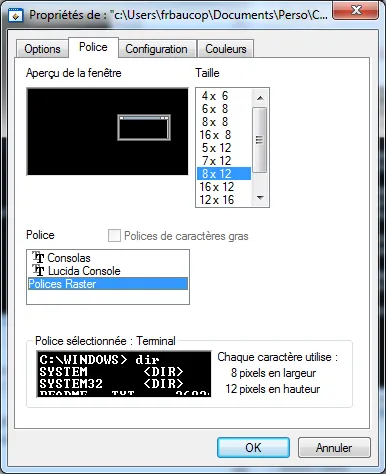 Propriétés de : "c:\Users\frbaucop\Documents\Perso\C...
Options
Police
Configuration
Couleurs
Aperçu de la fenêtre
Taille
4 x 6
6 x 8
8 x 8
16 x 8
5 x 12
7 x 12
8 x 12
16 x 12
12 x 16
Police
Polices de caractères gras
Consolas
Lucida Console
Polices Raster
Police sélectionnée : Terminal
C:\WINDOWS> dir
SYSTEM <DIR>
SYSTEM32 <DIR>
README TXT
Chaque caractère utilise :
8 pixels en largeur
12 pixels en hauteur
OK
Annuler